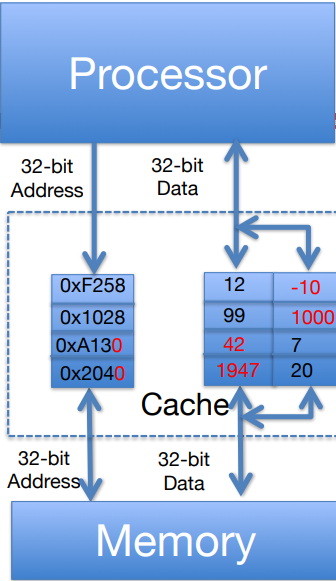 Processor
32-bit
Address
32-bit
Data
0xF258
12
-10
0x1028
99
1000
0xA130
42
7
0x2040
1947
20
Cache
32-bit
Address
32-bit
Data
Memory